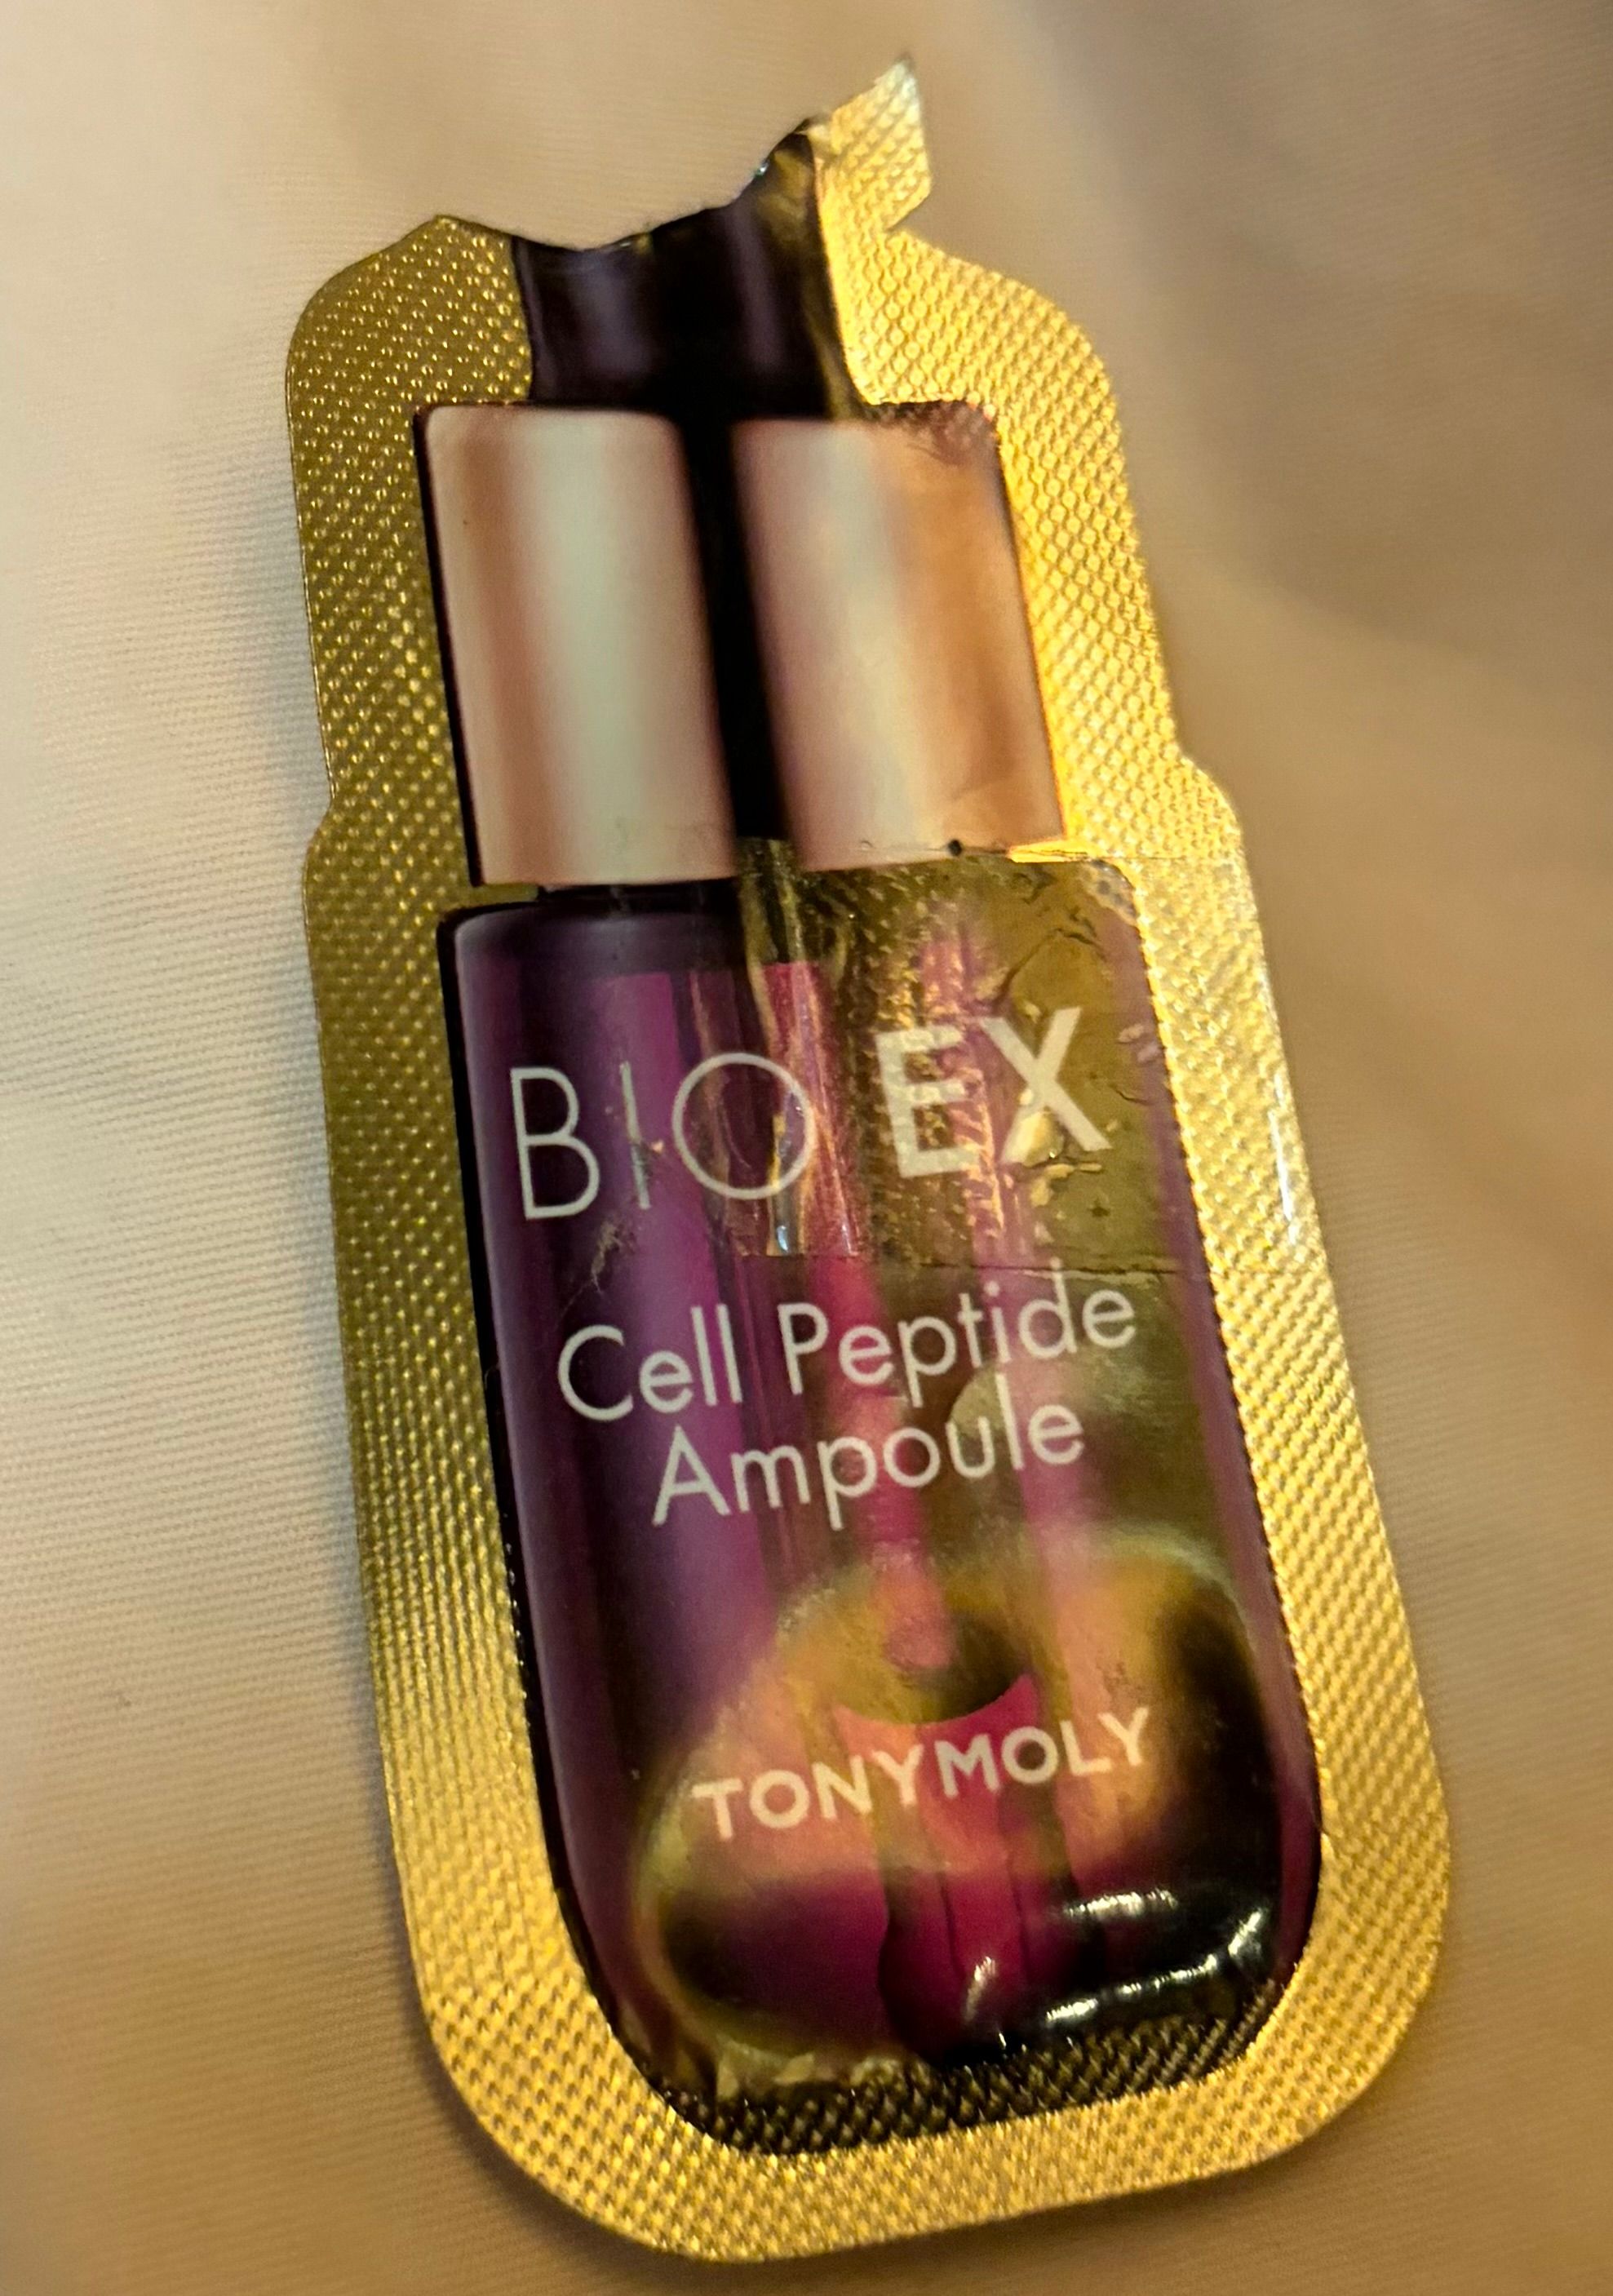 BIO EX
Cell Peptide
Ampoule
TONYMOLY